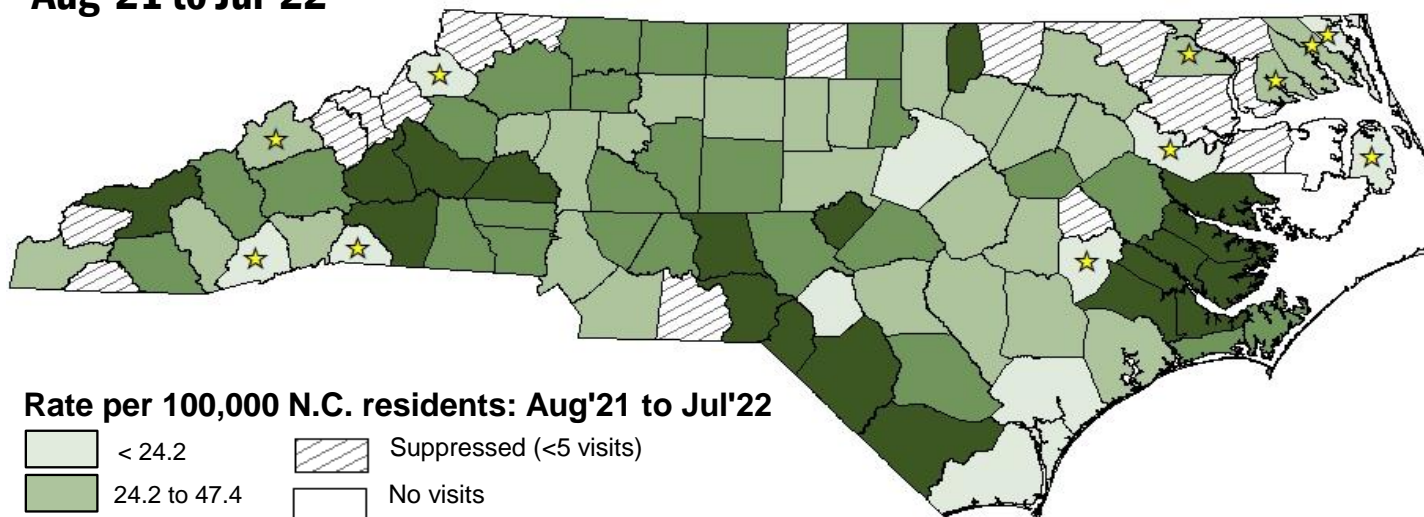 Aug'21 to Jul'22
Rate per 100,000 N.C. residents: Aug'21 to Jul'22
< 24.2
Suppressed (<5 visits)
24.2 to 47.4
No visits